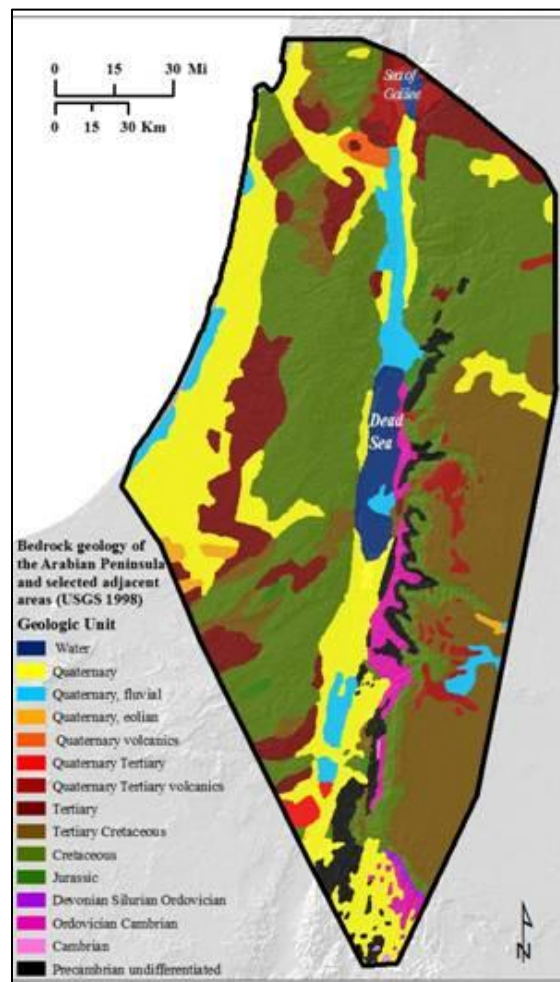 0 15 30 Mi
0 15 30 Km
Sea of
Galilee
Dead
Sea
Bedrock geology of
the Arabian Peninsula
and selected adjacent
areas (USGS 1998)
Geologic Unit
Water
Quaternary
Quaternary, fluvial
Quaternary, eolian
Quaternary volcanics
Quaternary Tertiary
Quaternary Tertiary volcanics
Tertiary
Tertiary Cretaceous
Cretaceous
Jurassic
Devonian Silurian Ordovician
Ordovician Cambrian
Cambrian
Precambrian undifferentiated
N